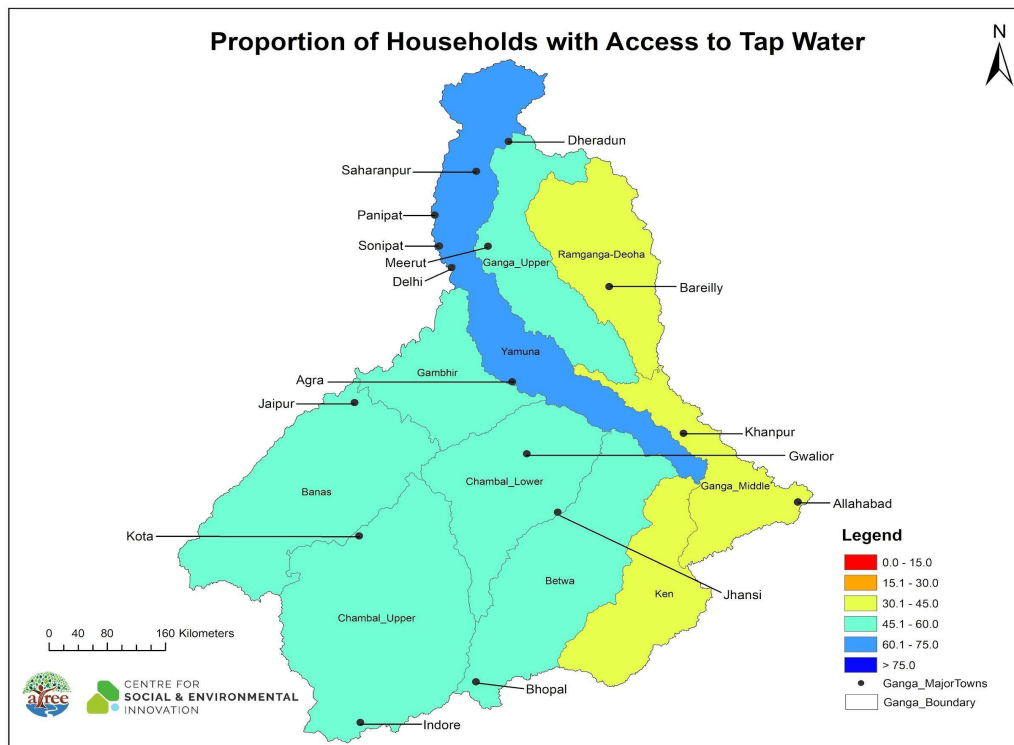 Proportion of Households with Access to Tap Water
N
Dheradun
Saharanpur
Panipat
Sonipat
Meerut
Delhi
Ganga_Upper
Ramganga-Deoha
Bareilly
Yamuna
Gambhir
Agra
Jaipur
Khanpur
Gwalior
Chambal_Lower
Ganga_Middle
Banas
Allahabad
Kota
Betwa
Ken
Jhansi
Chambal_Upper
Bhopal
Indore
Legend
0.0 - 15.0
15.1 - 30.0
30.1 - 45.0
45.1 - 60.0
60.1 - 75.0
> 75.0
Ganga_MajorTowns
Ganga_Boundary
0 40 80 160 Kilometers
atree
CENTRE FOR
SOCIAL & ENVIRONMENTAL
INNOVATION